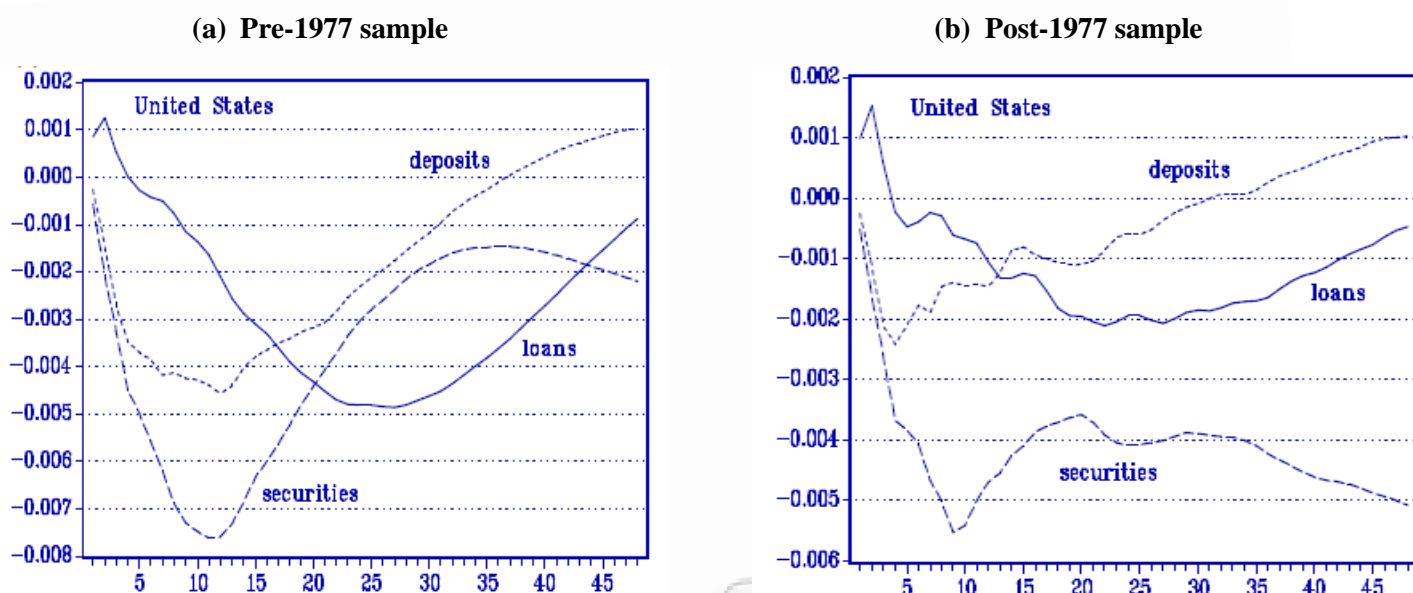 (a) Pre-1977 sample
0.002
0.001
0.000
−0.001
−0.002
−0.003
−0.004
−0.005
−0.006
−0.007
−0.008
United States
deposits
loans
securities
5 10 15 20 25 30 35 40 45
(b) Post-1977 sample
0.002
0.001
0.000
−0.001
−0.002
−0.003
−0.004
−0.005
−0.006
United States
deposits
loans
securities
5 10 15 20 25 30 35 40 45